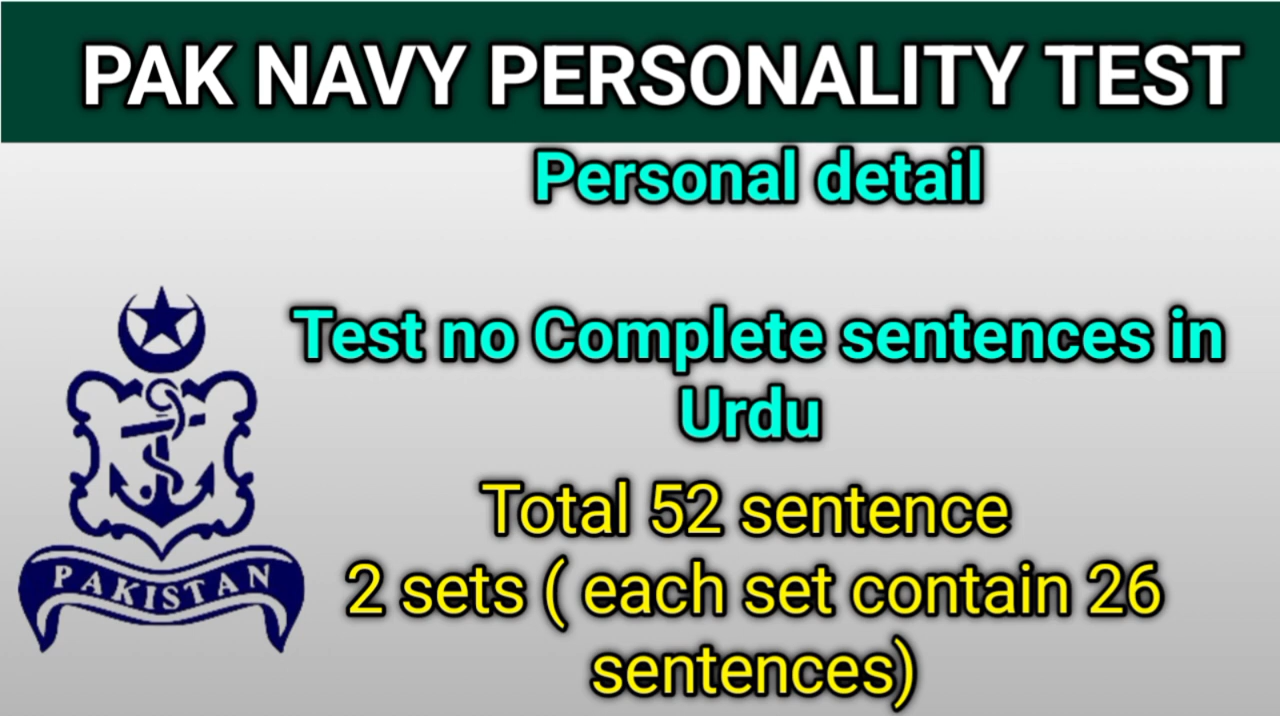 PAK NAVY PERSONALITY TEST
Personal detail
Test no Complete sentences in
Urdu
Total 52 sentence
2 sets ( each set contain 26
sentences)
PAKISTAN